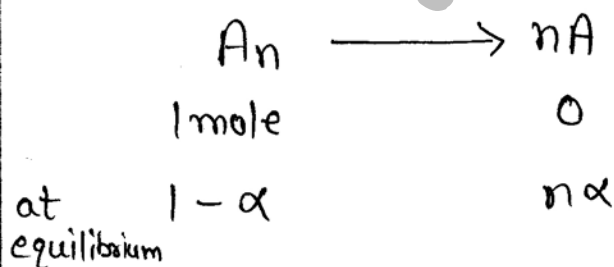 An ⟶ nA
1 mole 0
at 1 - α nα
equilibrium